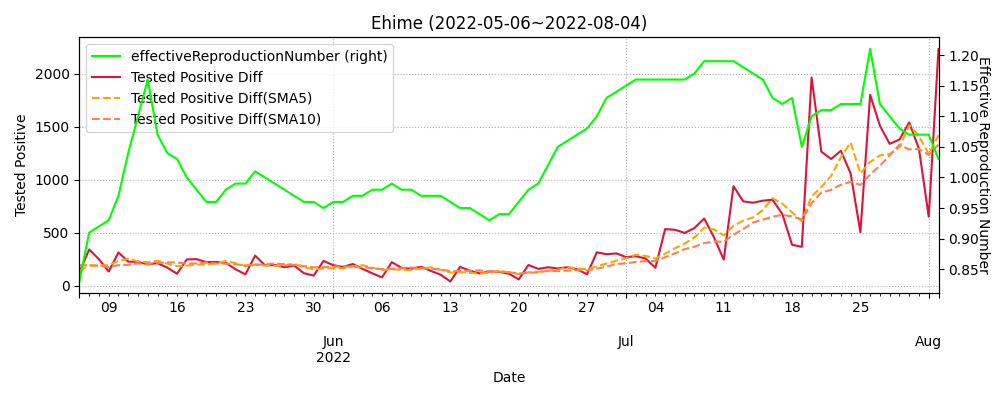 Ehime (2022-05-06~2022-08-04)
effectiveReproductionNumber (right)
Tested Positive Diff
Tested Positive Diff(SMA5)
Tested Positive Diff(SMA10)
Tested Positive
2000
1500
1000
500
0
1.20
1.15
1.10
1.05
1.00
0.95
0.90
0.85
Effective Reproduction Number
09 16 23 30 06 13 20 27 04 11 18 25
Jun Jul Aug
2022
Date